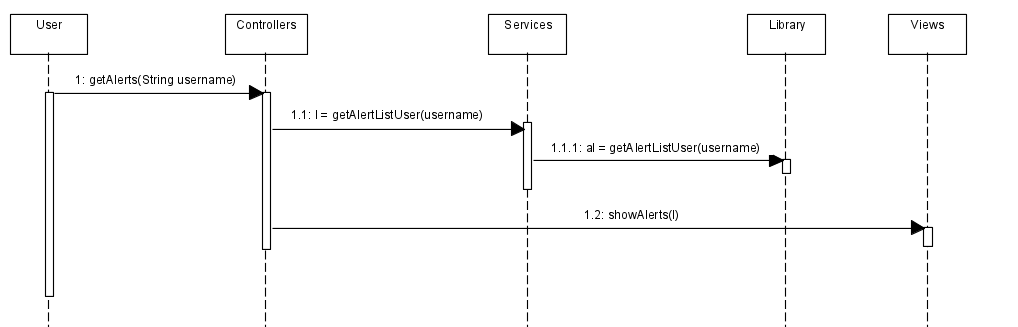 User
Controllers
Services
Library
Views
1: getAlerts(String username)
1.1: l = getAlertListUser(username)
1.1.1: al = getAlertListUser(username)
1.2: showAlerts(l)